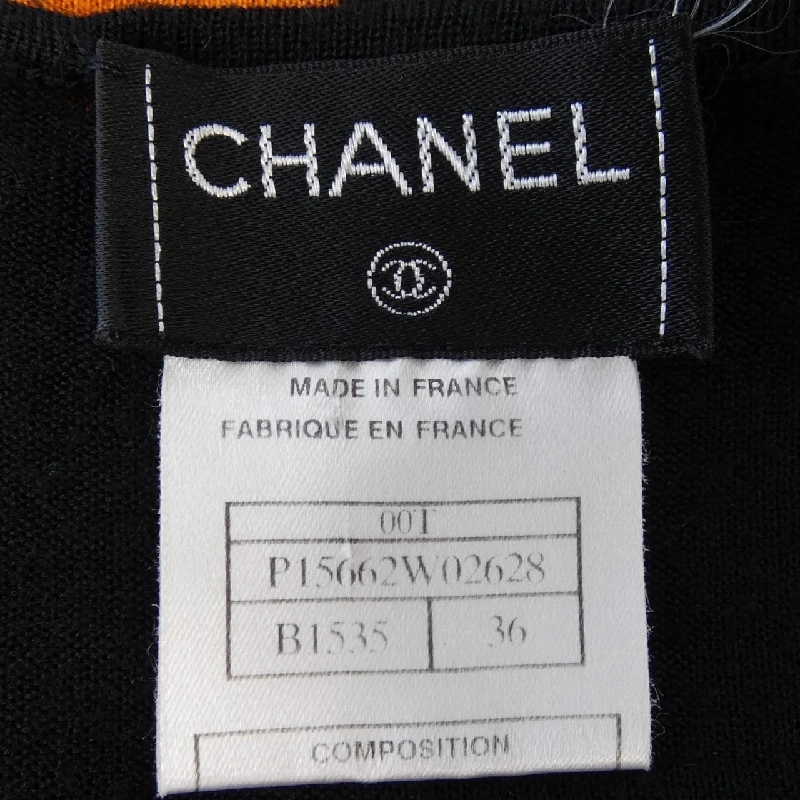 CHANEL
MADE IN FRANCE
FABRIQUE EN FRANCE
00T
P15662W02628
B1535 36
COMPOSITION